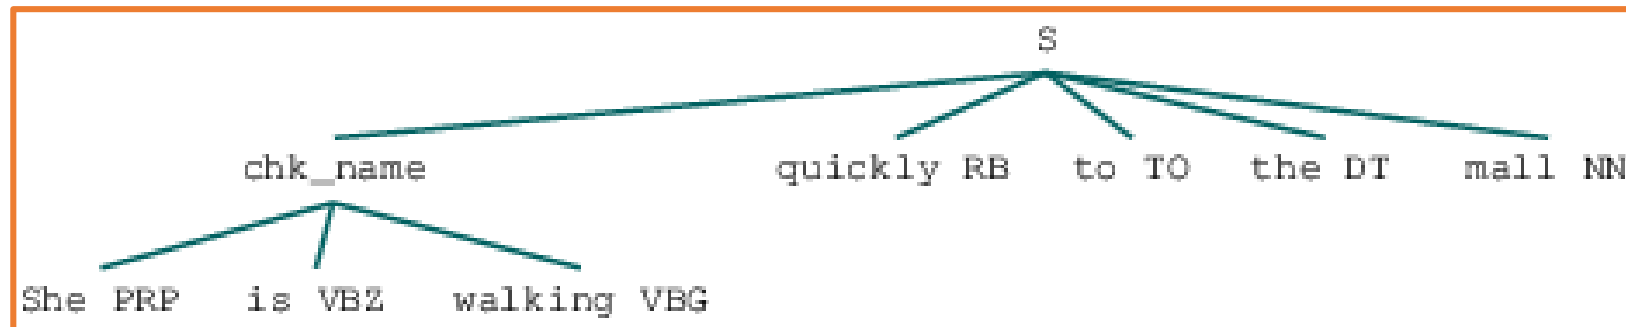 S
chk_name quickly RB to TO the DT mall NN
She PRP is VBZ walking VBG